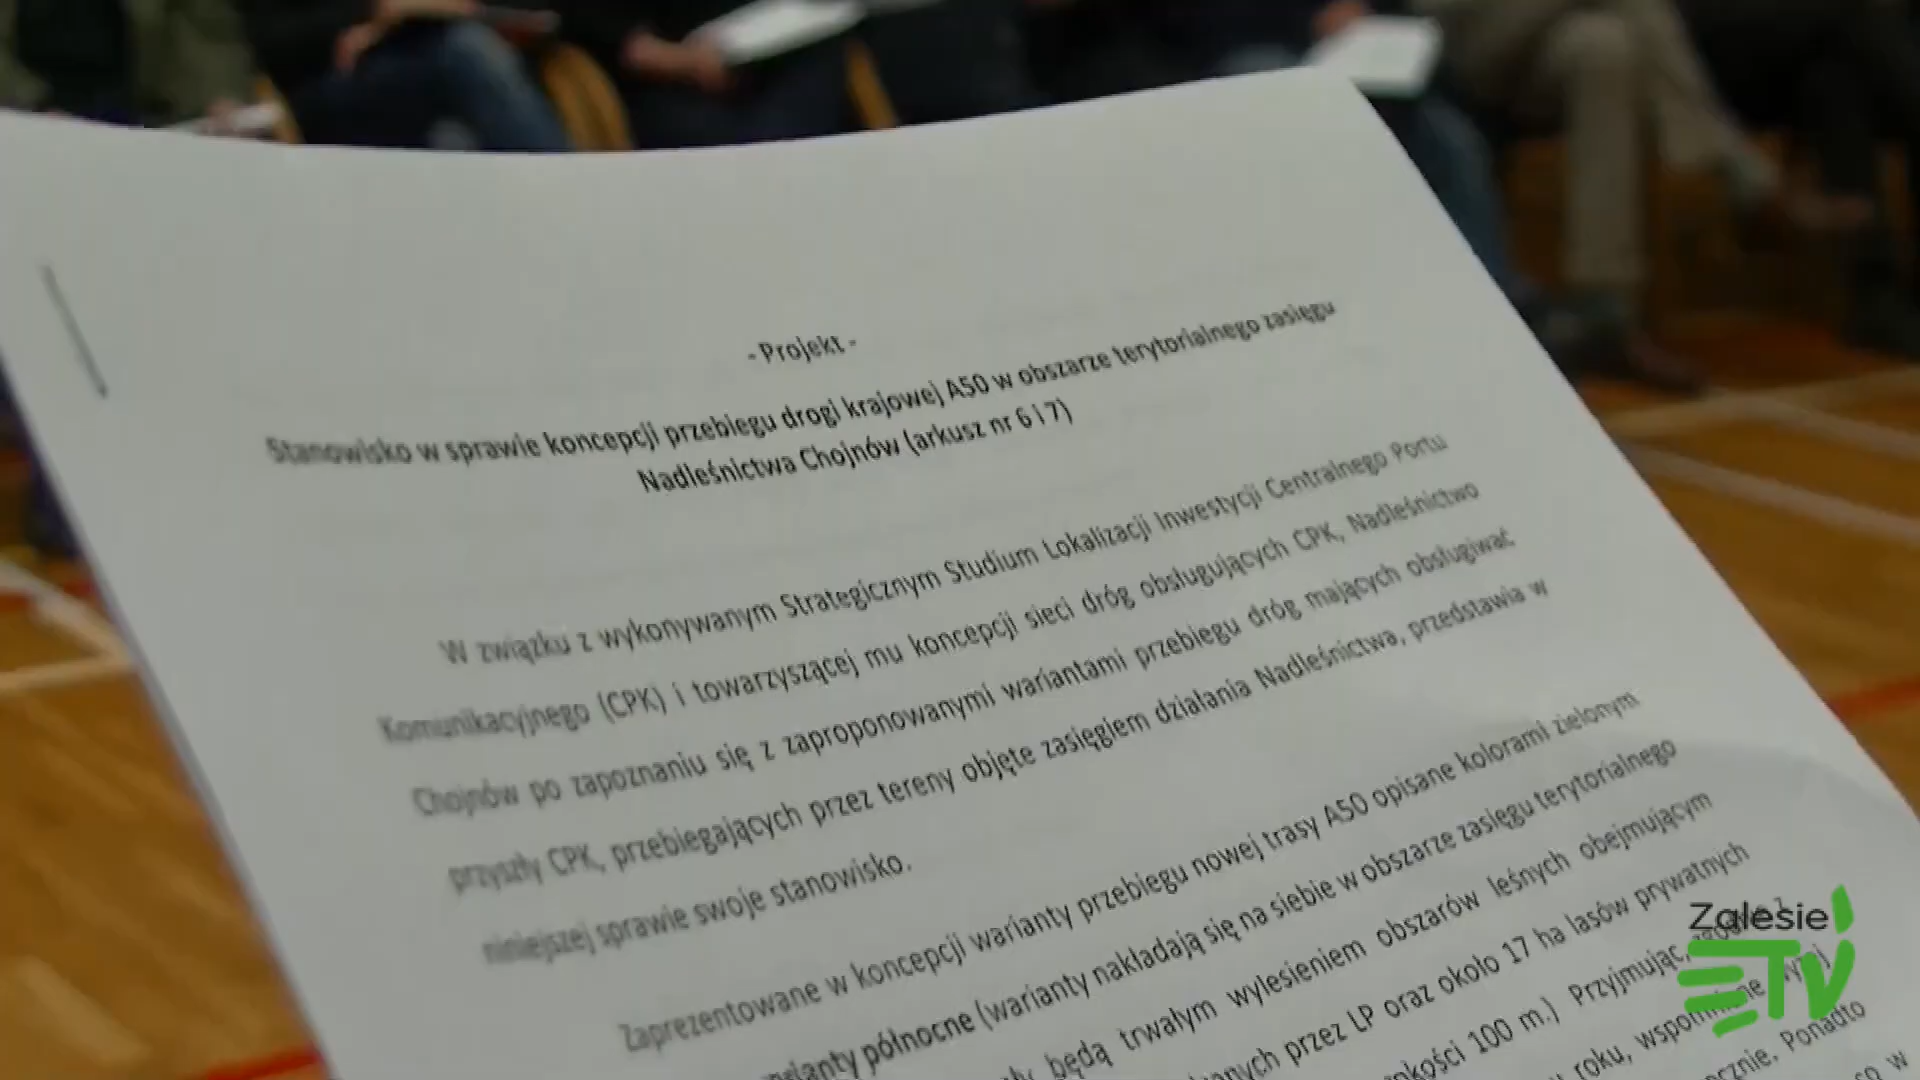 - Projekt -
Stanowisko w sprawie koncepcji przebiegu drogi krajowej A50 w obszarze terytorialnego zasięgu
Nadleśnictwa Chojnów (arkusz nr 6 i 7)
W związku z wykonywanym Strategicznym Studium Lokalizacji Inwestycji Centralnego Portu
Komunikacyjnego (CPK) i towarzyszącej mu koncepcji sieci dróg obsługujących CPK, Nadleśnictwo
Chojnów po zapoznaniu się z zaproponowanymi wariantami przebiegu dróg mających obsługiwać
przyszły CPK, przebiegających przez tereny objęte zasięgiem działania Nadleśnictwa, przedstawia w
niniejszej sprawie swoje stanowisko.
Zaprezentowane w koncepcji warianty przebiegu nowej trasy A50 opisane kolorami zielonym
północne (warianty nakładają się na siebie w obszarze zasięgu terytorialnego
będą trwałym wylesieniem obszarów leśnych obejmującym
przez LP oraz około 17 ha lasów prywatnych
100 m.) Przyjmując,
roku,
Ponadto
w
Zalesie
TV